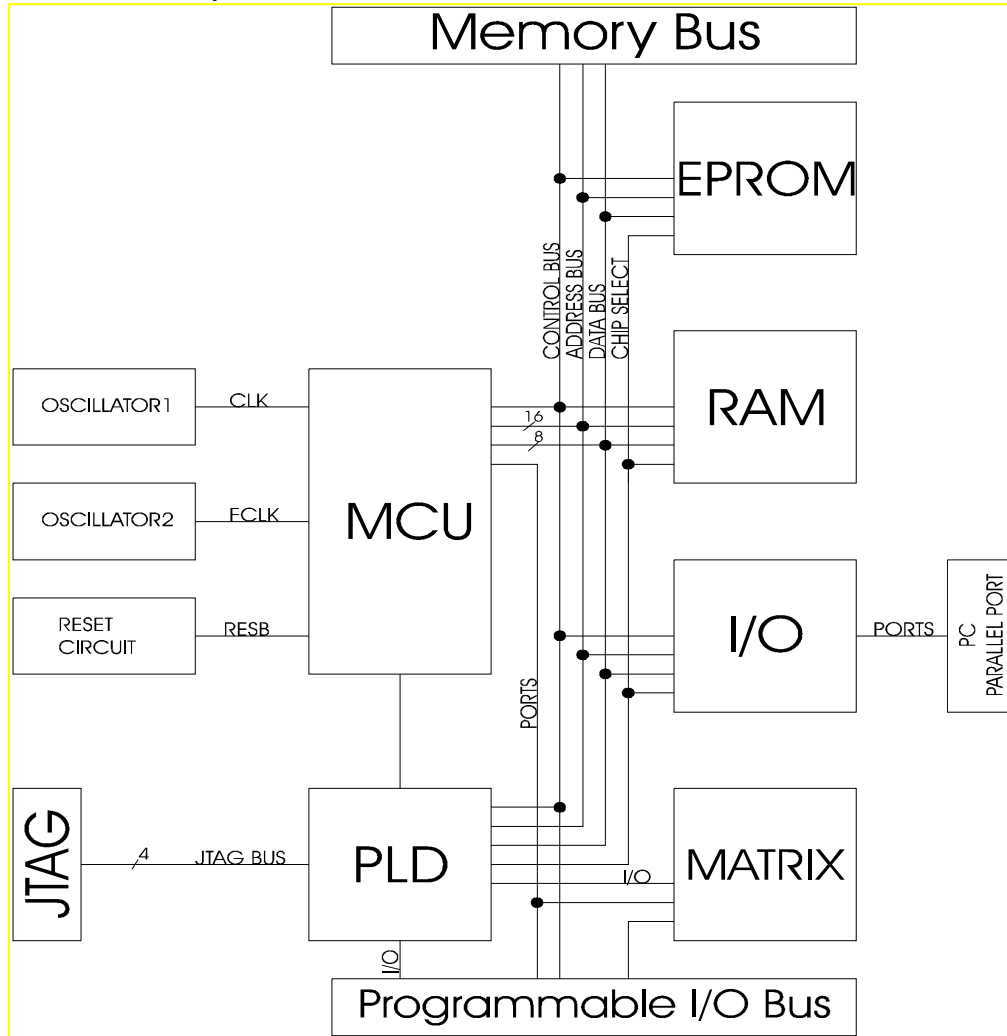 Memory Bus
EPROM
CONTROL BUS
ADDRESS BUS
DATA BUS
CHIP SELECT
OSCILLATOR1
CLK
MCU
16
8
RAM
OSCILLATOR2
ECLK
RESET
CIRCUIT
RESB
PORTS
I/O
PORTS
PC
PARALLEL PORT
JTAG
4
JTAG BUS
PLD
I/O
MATRIX
I/O
Programmable I/O Bus